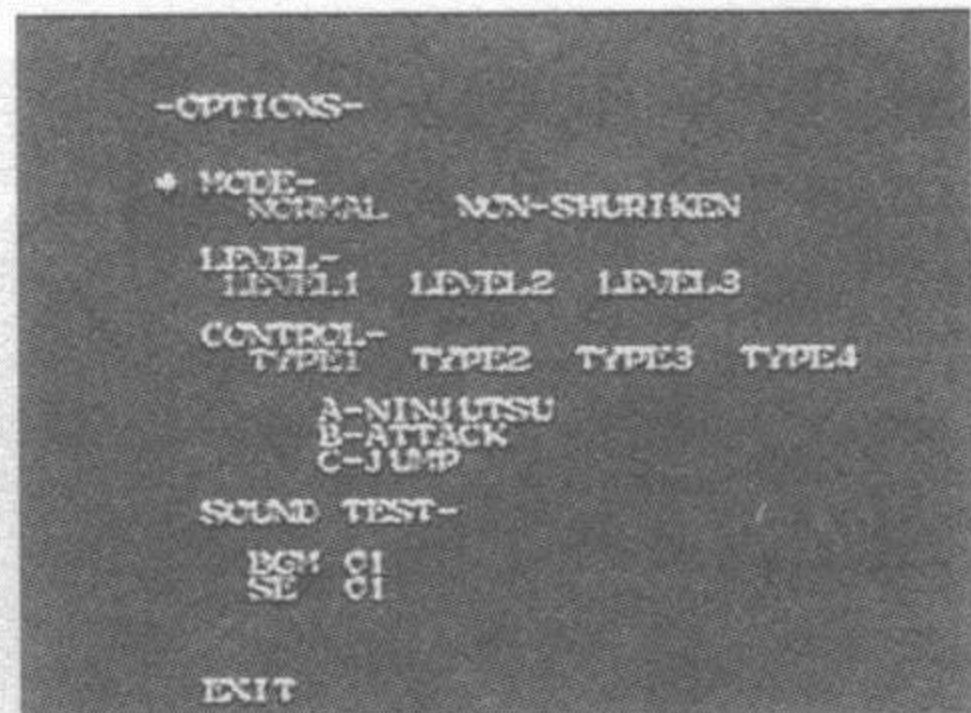 -OPTIONS-
* MODE-
NORMAL NON-SHURIKEN
LEVEL-
LEVEL1 LEVEL2 LEVEL3
CONTROL-
TYPE1 TYPE2 TYPE3 TYPE4
A-NINJUTSU
B-ATTACK
C-JUMP
SOUND TEST-
BGM 01
SE 01
EXIT